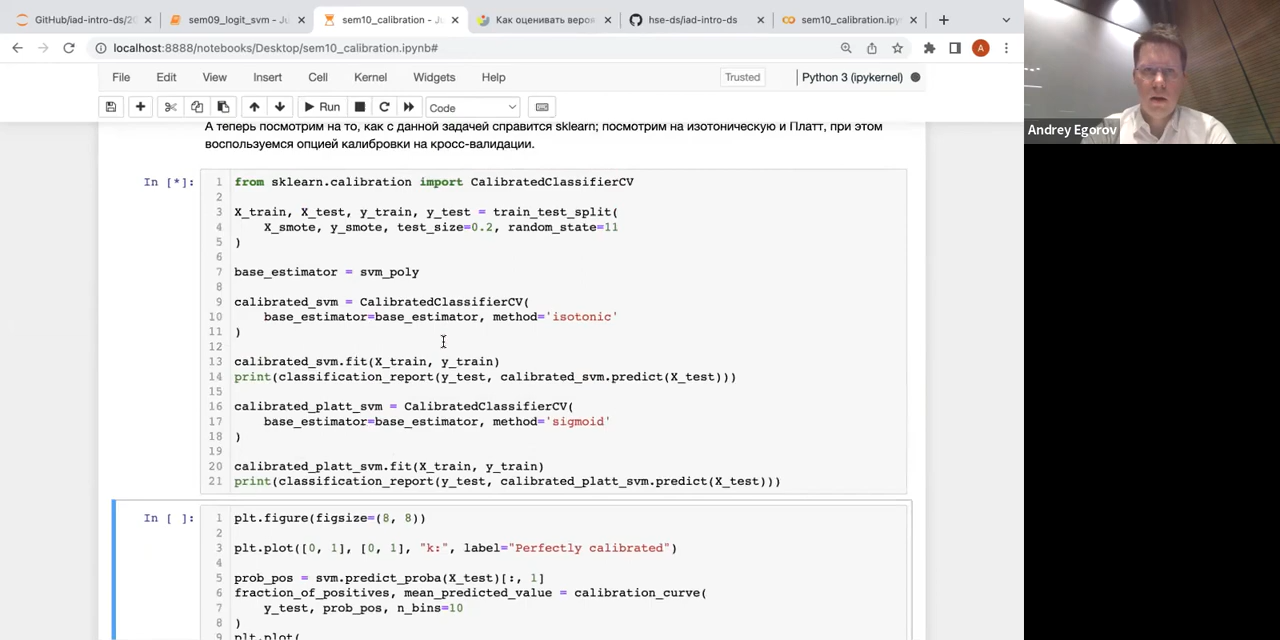 GitHub/iad-intro-ds/20
sem09_logit_svm - Ju
sem10_calibration - J
Как оценивать вероя
hse-ds/iad-intro-ds
sem10_calibration.ipyn
localhost:8888/notebooks/Desktop/sem10_calibration.ipynb#
A
File Edit View Insert Cell Kernel Widgets Help
Trusted
Python 3 (ipykernel)
Run
Code
Andrey Egorov
А теперь посмотрим на то, как с данной задачей справится sklearn; посмотрим на изотоническую и Платт, при этом
воспользуемся опцией калибровки на кросс-валидации.
In [*]:
1 from sklearn.calibration import CalibratedClassifierCV
2
3 X_train, X_test, y_train, y_test = train_test_split(
4 X_smote, y_smote, test_size=0.2, random_state=11
5 )
6
7 base_estimator = svm_poly
8
9 calibrated_svm = CalibratedClassifierCV(
10 base_estimator=base_estimator, method='isotonic'
11 )
12
13 calibrated_svm.fit(X_train, y_train)
14 print(classification_report(y_test, calibrated_svm.predict(X_test)))
15
16 calibrated_platt_svm = CalibratedClassifierCV(
17 base_estimator=base_estimator, method='sigmoid'
18 )
19
20 calibrated_platt_svm.fit(X_train, y_train)
21 print(classification_report(y_test, calibrated_platt_svm.predict(X_test)))
In [ ]:
1 plt.figure(figsize=(8, 8))
2
3 plt.plot([0, 1], [0, 1], "k:", label="Perfectly calibrated")
4
5 prob_pos = svm.predict_proba(X_test)[:, 1]
6 fraction_of_positives, mean_predicted_value = calibration_curve(
7 y_test, prob_pos, n_bins=10
8 )
9 plt.plot(